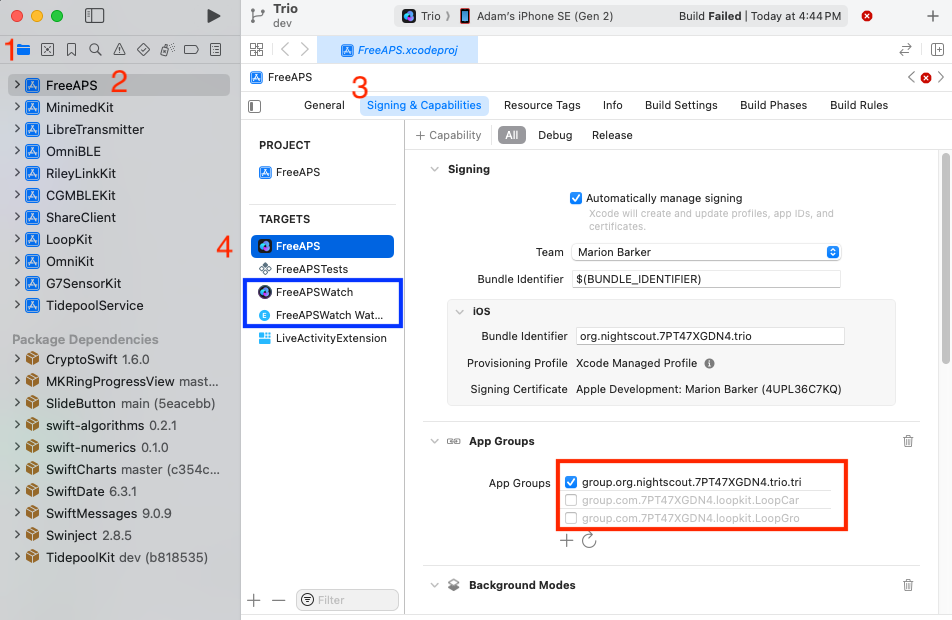 Trio
dev
Trio
Adam's iPhone SE (Gen 2)
Build Failed | Today at 4:44 PM
1
FreeAPS.xcodeproj
FreeAPS
2
MinimedKit
LibreTransmitter
OmniBLE
RileyLinkKit
CGMBLEKit
ShareClient
LoopKit
OmniKit
G7SensorKit
TidepoolService
Package Dependencies
CryptoSwift 1.6.0
MKRingProgressView mast...
SlideButton main (5eacebb)
swift-algorithms 0.2.1
swift-numerics 0.1.0
SwiftCharts master (c354c...
SwiftDate 6.3.1
SwiftMessages 9.0.9
Swinject 2.8.5
TidepoolKit dev (b818535)
FreeAPS
3
General
Signing & Capabilities
Resource Tags
Info
Build Settings
Build Phases
Build Rules
PROJECT
FreeAPS
TARGETS
4
FreeAPS
FreeAPSTests
FreeAPSWatch
E
FreeAPSWatch Wat...
LiveActivityExtension
Filter
+ Capability
All
Debug
Release
Signing
Automatically manage signing
Xcode will create and update profiles, app IDs, and
certificates.
Team
Marion Barker
Bundle Identifier
$(BUNDLE_IDENTIFIER)
iOS
Bundle Identifier
org.nightscout.7PT47XGDN4.trio
Provisioning Profile
Xcode Managed Profile
Signing Certificate
Apple Development: Marion Barker (4UPL36C7KQ)
App Groups
App Groups
group.org.nightscout.7PT47XGDN4.trio.tri
group.com.7PT47XGDN4.loopkit.LoopCar
group.com.7PT47XGDN4.loopkit.LoopGro
Background Modes